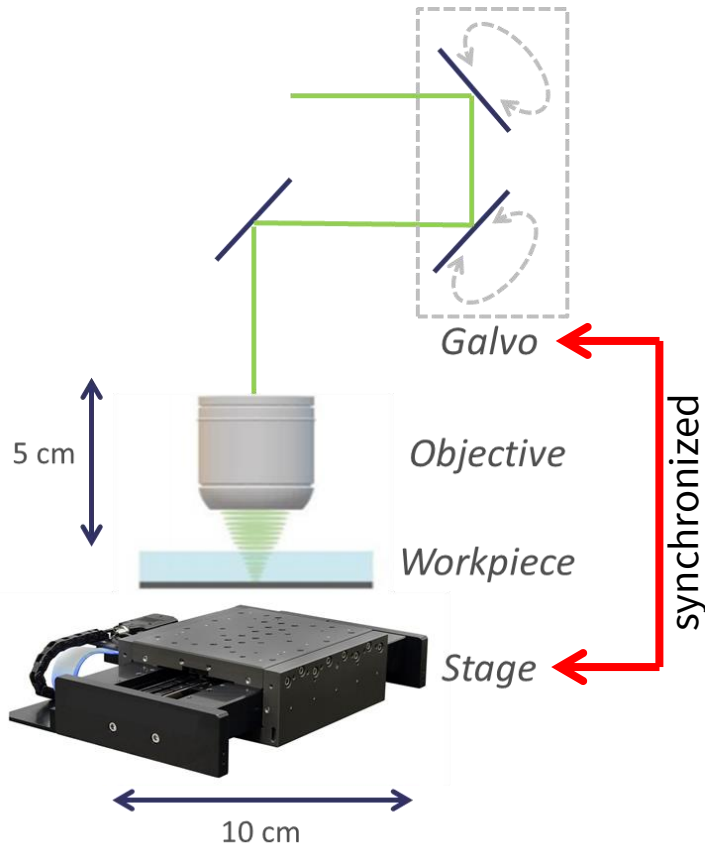 Galvo
5 cm
Objective
Workpiece
synchronized
Stage
10 cm